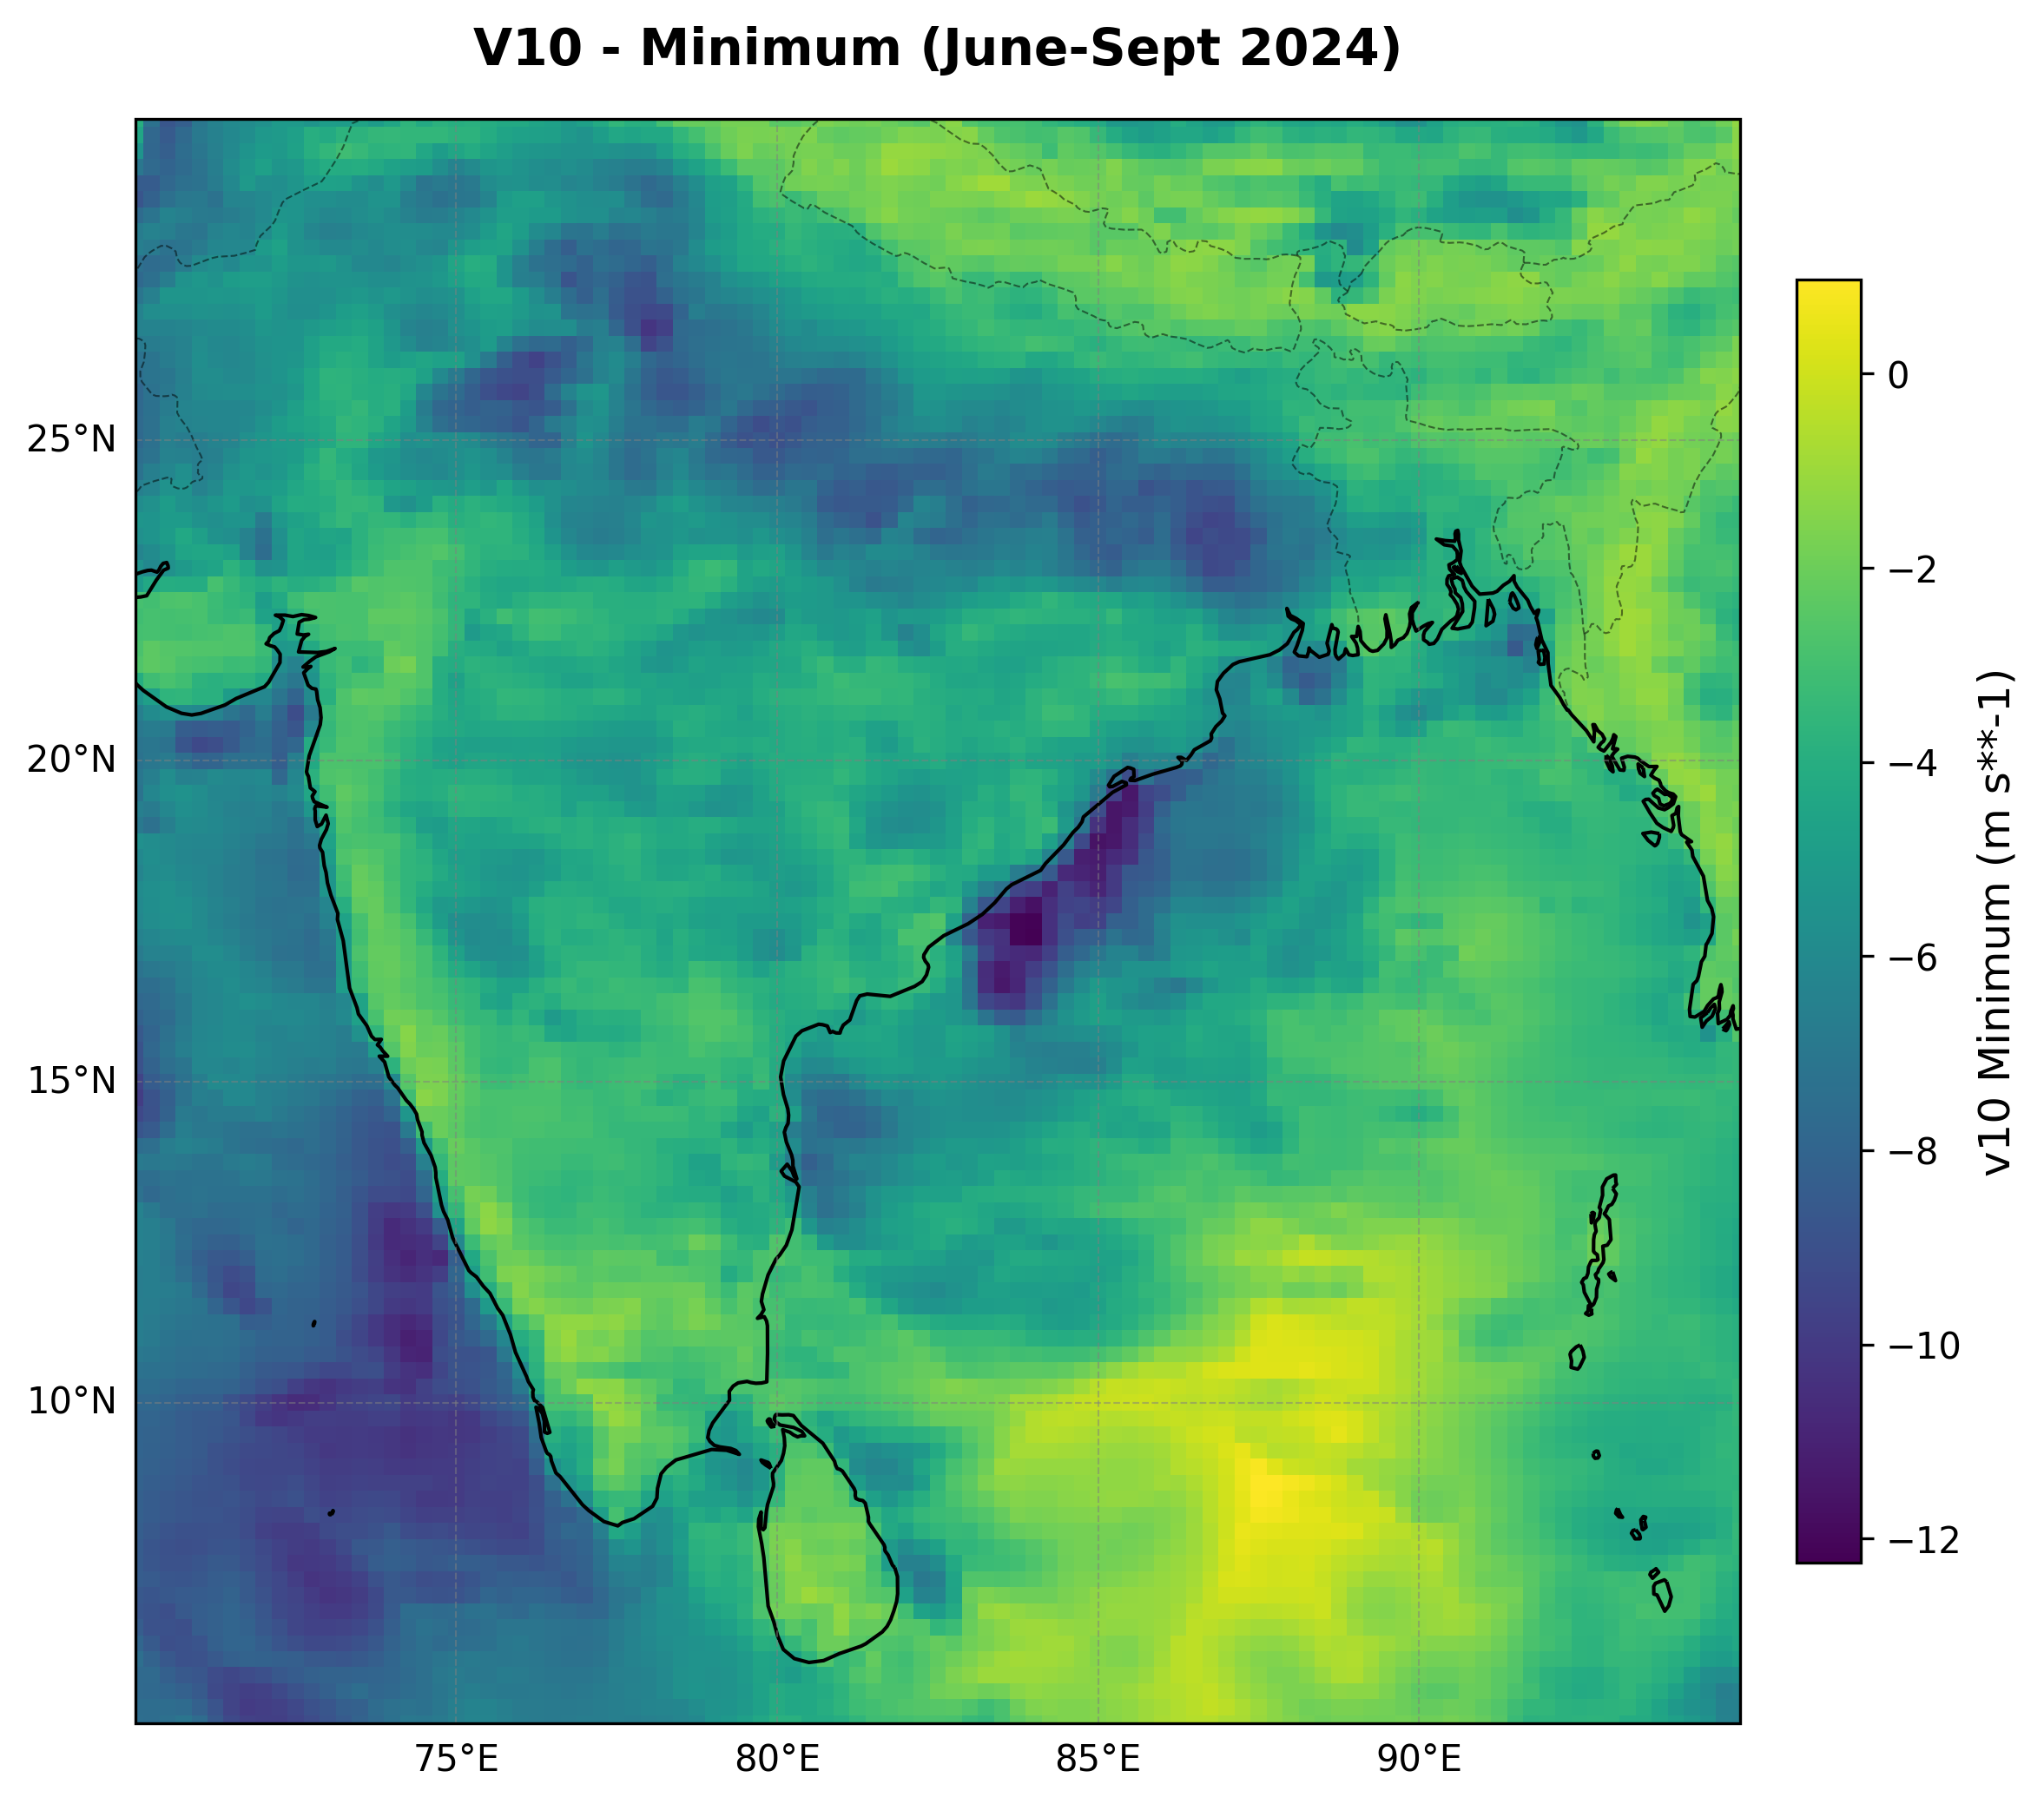 V10 - Minimum (June-Sept 2024)
25°N
20°N
15°N
10°N
75°E
80°E
85°E
90°E
0
−2
−4
−6
−8
−10
−12
v10 Minimum (m s**-1)